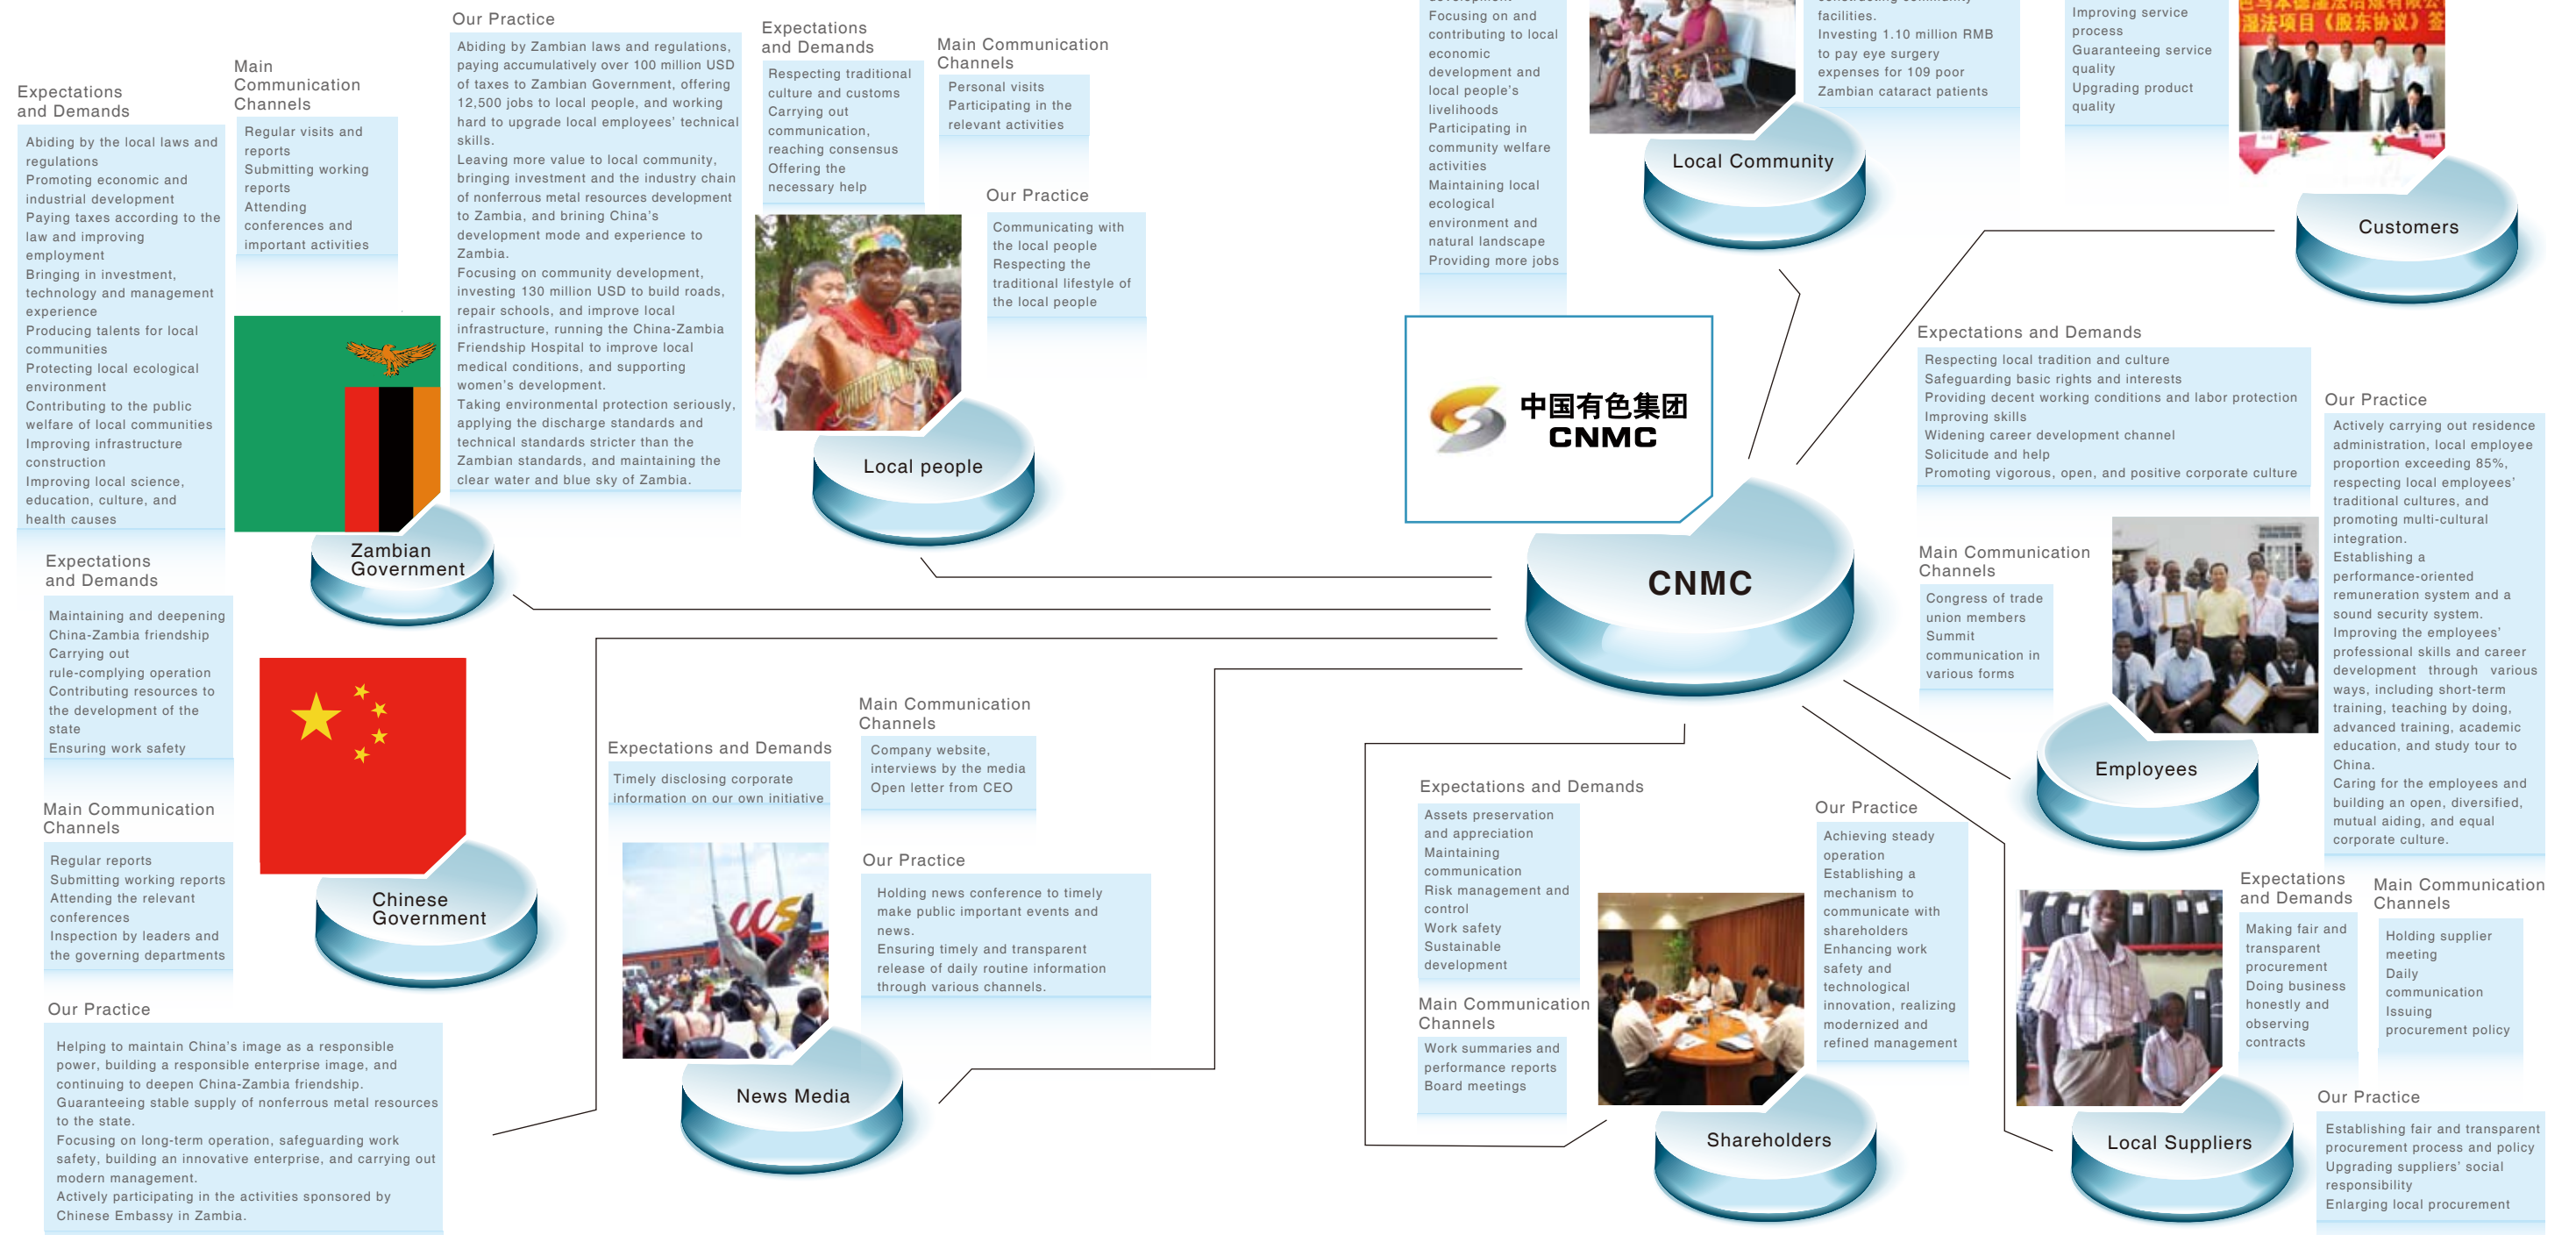 Expectations
and Demands
Abiding by the local laws and
regulations
Promoting economic and
industrial development
Paying taxes according to the
law and improving
employment
Bringing in investment,
technology and management
experience
Producing talents for local
communities
Protecting local ecological
environment
Contributing to the public
welfare of local communities
Improving infrastructure
construction
Improving local science,
education, culture, and
health causes
Main
Communication
Channels
Regular visits and
reports
Submitting working
reports
Attending
conferences and
important activities
Our Practice
Abiding by Zambian laws and regulations,
paying accumulatively over 100 million USD
of taxes to Zambian Government, offering
12,500 jobs to local people, and working
hard to upgrade local employees' technical
skills.
Leaving more value to local community,
bringing investment and the industry chain
of nonferrous metal resources development
to Zambia, and brining China's
development mode and experience to
Zambia.
Focusing on community development,
investing 130 million USD to build roads,
repair schools, and improve local
infrastructure, running the China-Zambia
Friendship Hospital to improve local
medical conditions, and supporting
women's development.
Taking environmental protection seriously,
applying the discharge standards and
technical standards stricter than the
Zambian standards, and maintaining the
clear water and blue sky of Zambia.
Zambian
Government
Expectations
and Demands
Respecting traditional
culture and customs
Carrying out
communication,
reaching consensus
Offering the
necessary help
Main Communication
Channels
Personal visits
Participating in the
relevant activities
Our Practice
Communicating with
the local people
Respecting the
traditional lifestyle of
the local people
Local people
Expectations
and Demands
Maintaining and deepening
China-Zambia friendship
Carrying out
rule-complying operation
Contributing resources to
the development of the
state
Ensuring work safety
Main Communication
Channels
Regular reports
Submitting working reports
Attending the relevant
conferences
Inspection by leaders and
the governing departments
Our Practice
Helping to maintain China's image as a responsible
power, building a responsible enterprise image, and
continuing to deepen China-Zambia friendship.
Guaranteeing stable supply of nonferrous metal resources
to the state.
Focusing on long-term operation, safeguarding work
safety, building an innovative enterprise, and carrying out
modern management.
Actively participating in the activities sponsored by
Chinese Embassy in Zambia.
Chinese
Government
Expectations and Demands
Timely disclosing corporate
information on our own initiative
Main Communication
Channels
Company website,
interviews by the media
Open letter from CEO
Our Practice
Holding news conference to timely
make public important events and
news.
Ensuring timely and transparent
release of daily routine information
through various channels.
CCS
News Media
Focusing on and
contributing to local
economic
development and
local people's
livelihoods
Participating in
community welfare
activities
Maintaining local
ecological
environment and
natural landscape
Providing more jobs
facilities.
Investing 1.10 million RMB
to pay eye surgery
expenses for 109 poor
Zambian cataract patients
Local Community
Improving service
process
Guaranteeing service
quality
Upgrading product
quality
湿法项目《股东协议》签
Customers
中国有色集团
CNMC
CNMC
Expectations and Demands
Respecting local tradition and culture
Safeguarding basic rights and interests
Providing decent working conditions and labor protection
Improving skills
Widening career development channel
Solicitude and help
Promoting vigorous, open, and positive corporate culture
Main Communication
Channels
Congress of trade
union members
Summit
communication in
various forms
Our Practice
Actively carrying out residence
administration, local employee
proportion exceeding 85%,
respecting local employees'
traditional cultures, and
promoting multi-cultural
integration.
Establishing a
performance-oriented
remuneration system and a
sound security system.
Improving the employees'
professional skills and career
development through various
ways, including short-term
training, teaching by doing,
advanced training, academic
education, and study tour to
China.
Caring for the employees and
building an open, diversified,
mutual aiding, and equal
corporate culture.
Employees
Expectations and Demands
Assets preservation
and appreciation
Maintaining
communication
Risk management and
control
Work safety
Sustainable
development
Main Communication
Channels
Work summaries and
performance reports
Board meetings
Our Practice
Achieving steady
operation
Establishing a
mechanism to
communicate with
shareholders
Enhancing work
safety and
technological
innovation, realizing
modernized and
refined management
Shareholders
Expectations
and Demands
Making fair and
transparent
procurement
Doing business
honestly and
observing
contracts
Main Communication
Channels
Holding supplier
meeting
Daily
communication
Issuing
procurement policy
Our Practice
Establishing fair and transparent
procurement process and policy
Upgrading suppliers' social
responsibility
Enlarging local procurement
Local Suppliers